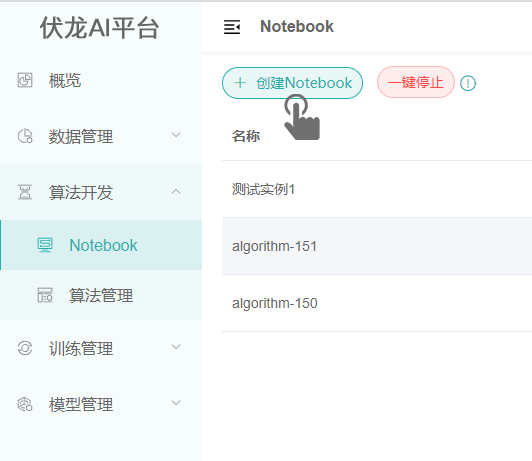 伏龙AI平台
概览
数据管理
算法开发
Notebook
算法管理
训练管理
模型管理
Notebook
创建Notebook 一键停止
名称
测试实例1
algorithm-151
algorithm-150